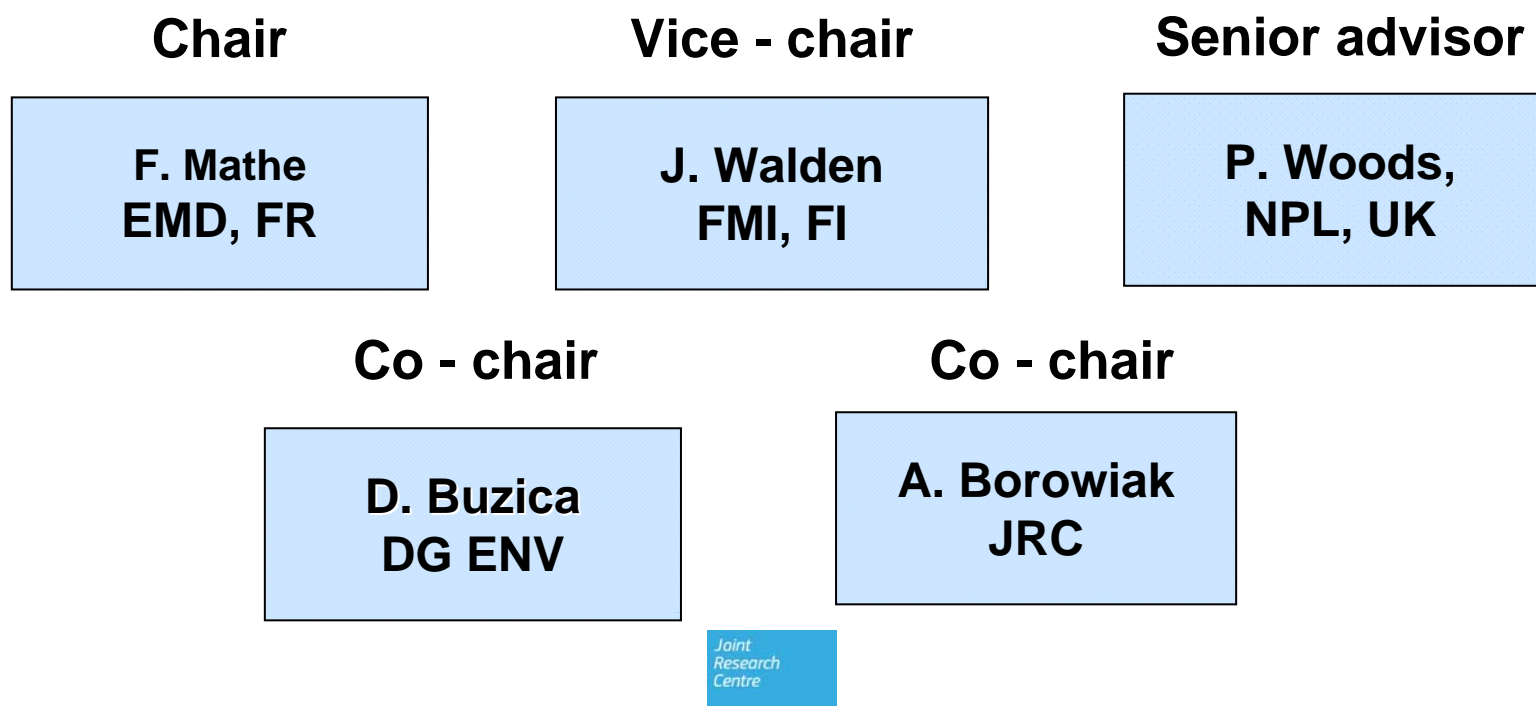 Chair
Vice - chair
Senior advisor
F. Mathe
EMD, FR
J. Walden
FMI, FI
P. Woods,
NPL, UK
Co - chair
Co - chair
D. Buzica
DG ENV
A. Borowiak
JRC
Joint
Research
Centre